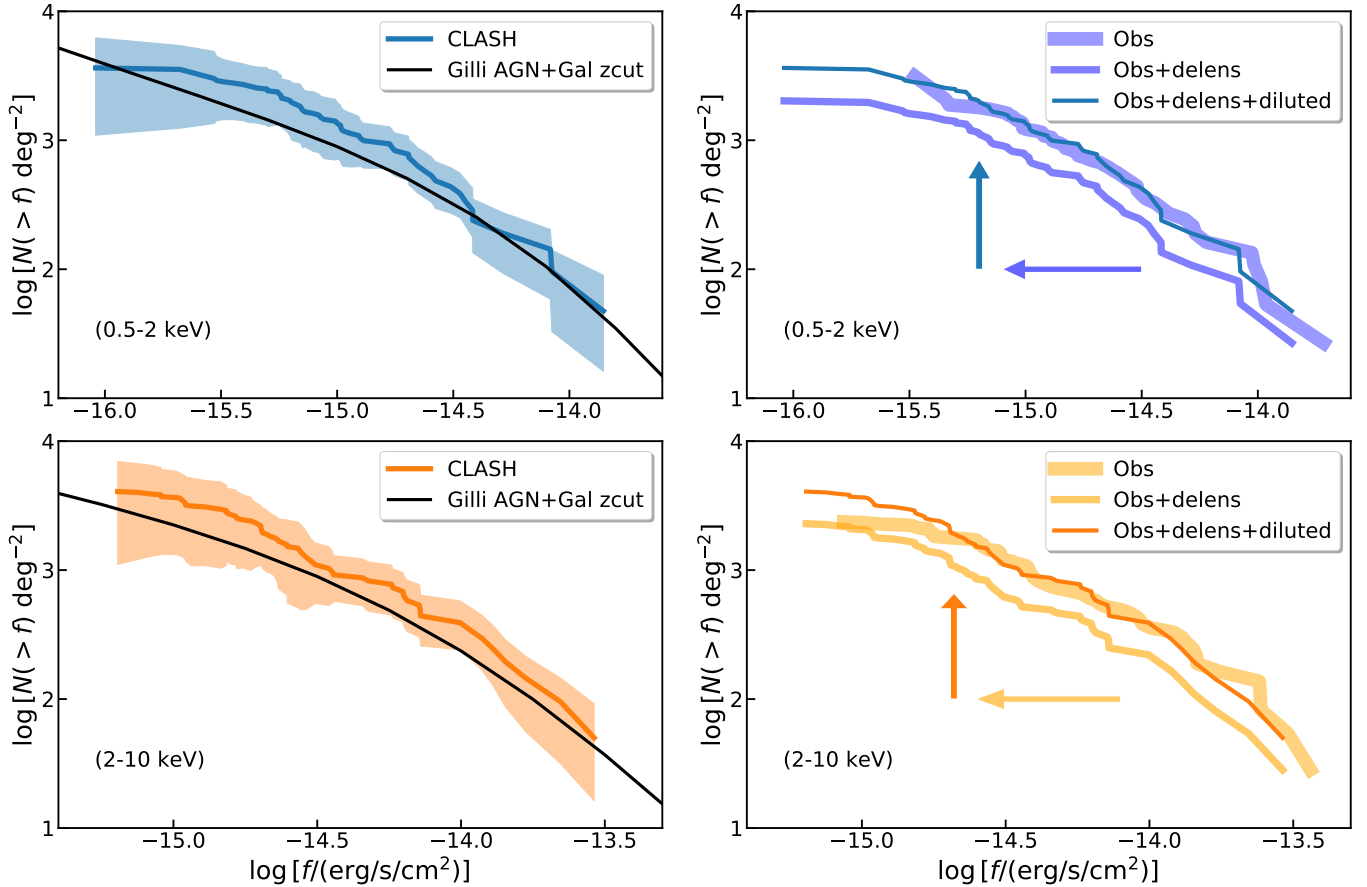 4
3
2
1
log [N(> f) deg⁻²]
CLASH
Gilli AGN+Gal zcut
(0.5-2 keV)
−16.0 −15.5 −15.0 −14.5 −14.0
4
3
2
1
log [N(> f) deg⁻²]
Obs
Obs+delens
Obs+delens+diluted
(0.5-2 keV)
−16.0 −15.5 −15.0 −14.5 −14.0
4
3
2
1
log [N(> f) deg⁻²]
CLASH
Gilli AGN+Gal zcut
(2-10 keV)
−15.0 −14.5 −14.0 −13.5
log [f/(erg/s/cm²)]
4
3
2
1
log [N(> f) deg⁻²]
Obs
Obs+delens
Obs+delens+diluted
(2-10 keV)
−15.0 −14.5 −14.0 −13.5
log [f/(erg/s/cm²)]